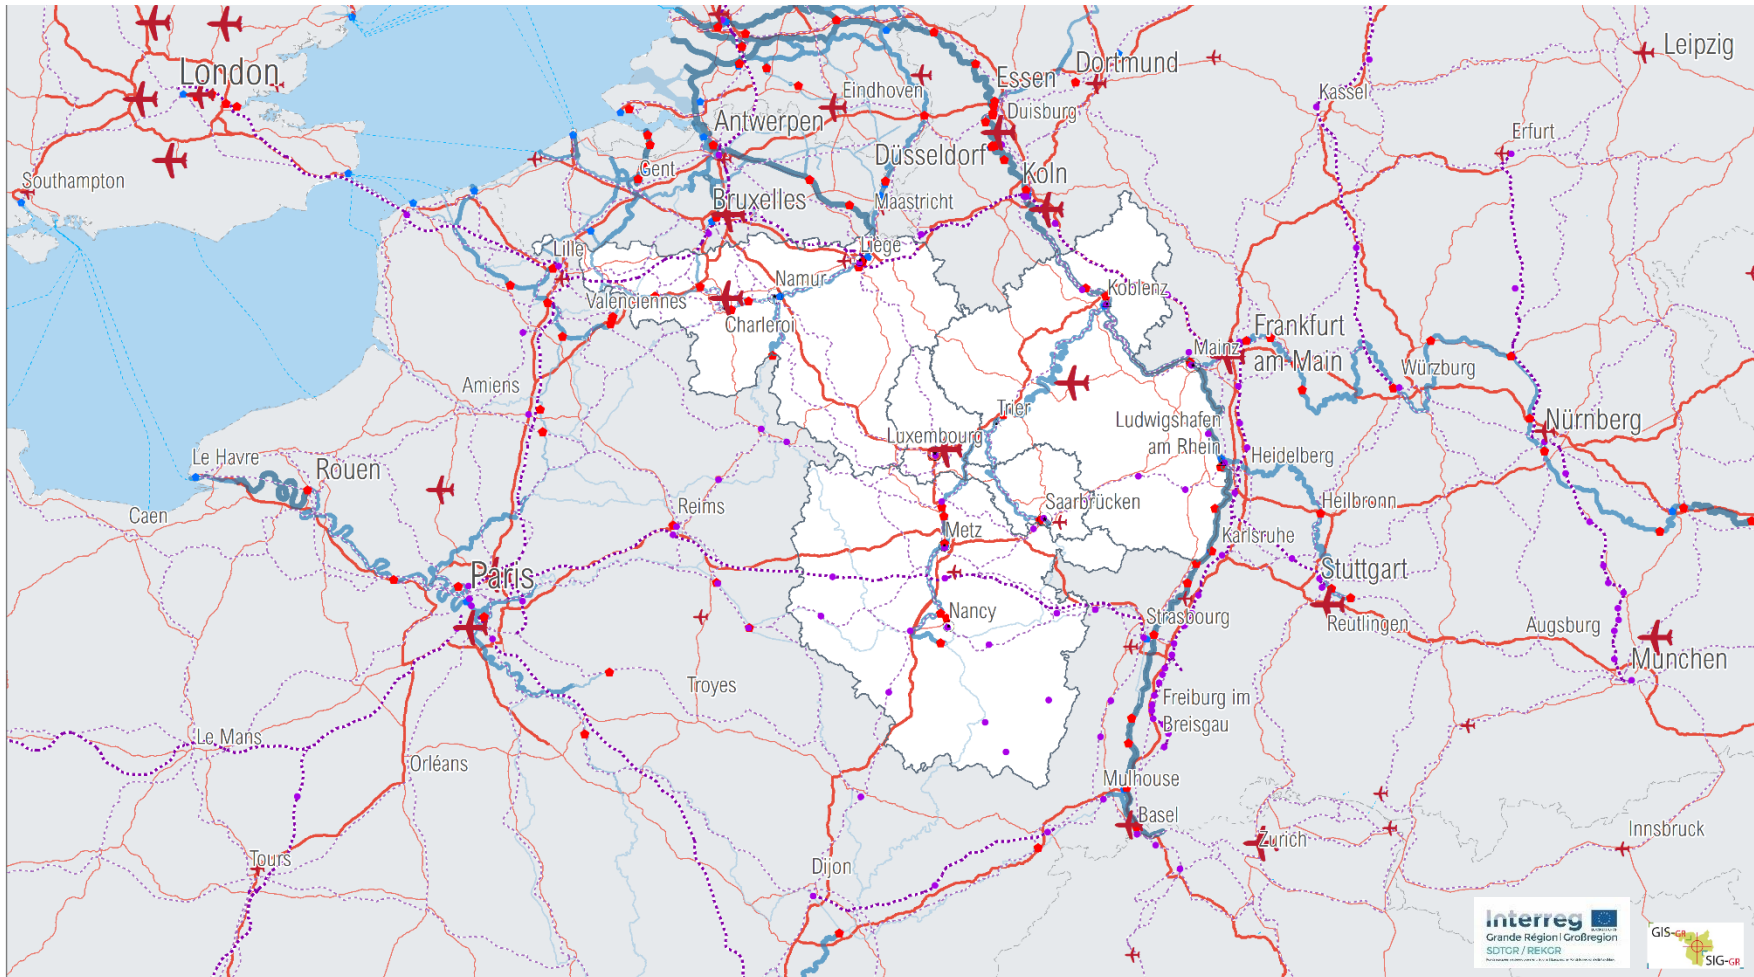 London
Southampton
Leipzig
Dortmund
Essen
Duisburg
Eindhoven
Kassel
Erfurt
Antwerpen
Düsseldorf
Gent
Köln
Bruxelles
Maastricht
Lille
Liège
Namur
Valenciennes
Charleroi
Koblenz
Mainz
Frankfurt
am Main
Würzburg
Amiens
Trier
Ludwigshafen
am Rhein
Nürnberg
Luxembourg
Heidelberg
Le Havre
Rouen
Caen
Reims
Saarbrücken
Heilbronn
Metz
Karlsruhe
Paris
Stuttgart
Nancy
Strasbourg
Reutlingen
Augsburg
München
Troyes
Freiburg im
Breisgau
Le Mans
Orléans
Mulhouse
Basel
Zürich
Innsbruck
Tours
Dijon
Interreg
Grande Région | Großregion
SDTGR / REKGR
GIS-GR
SIG-GR